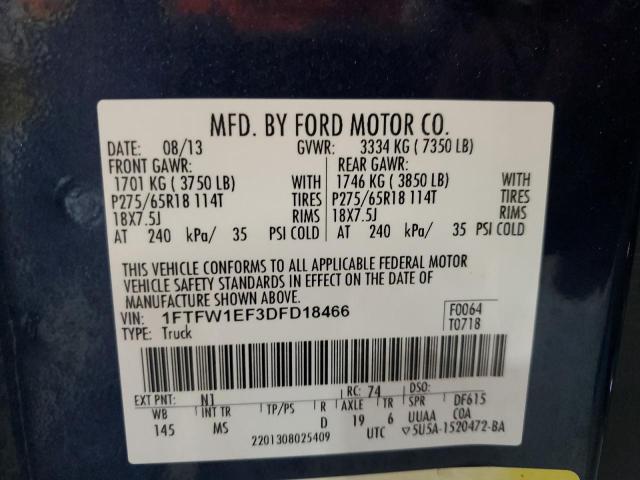 MFD. BY FORD MOTOR CO.
DATE: 08/13 GVWR: 3334 KG ( 7350 LB)
FRONT GAWR: REAR GAWR:
1701 KG ( 3750 LB) WITH 1746 KG ( 3850 LB) WITH
P275/65R18 114T TIRES P275/65R18 114T TIRES
18X7.5J RIMS 18X7.5J RIMS
AT 240 kPa/ 35 PSI COLD AT 240 kPa/ 35 PSI COLD
THIS VEHICLE CONFORMS TO ALL APPLICABLE FEDERAL MOTOR
VEHICLE SAFETY STANDARDS IN EFFECT ON THE DATE OF
MANUFACTURE SHOWN ABOVE.
VIN: 1FTFW1EF3DFD18466 F0064
TYPE: Truck T0718
EXT PNT: N1 RC: 74 DSO:
WB INT TR TP/PS R AXLE TR SPR DF615
145 MS D 19 6 UUAA COA
2201308025409 UTC ▽5U5A-1520472-BA